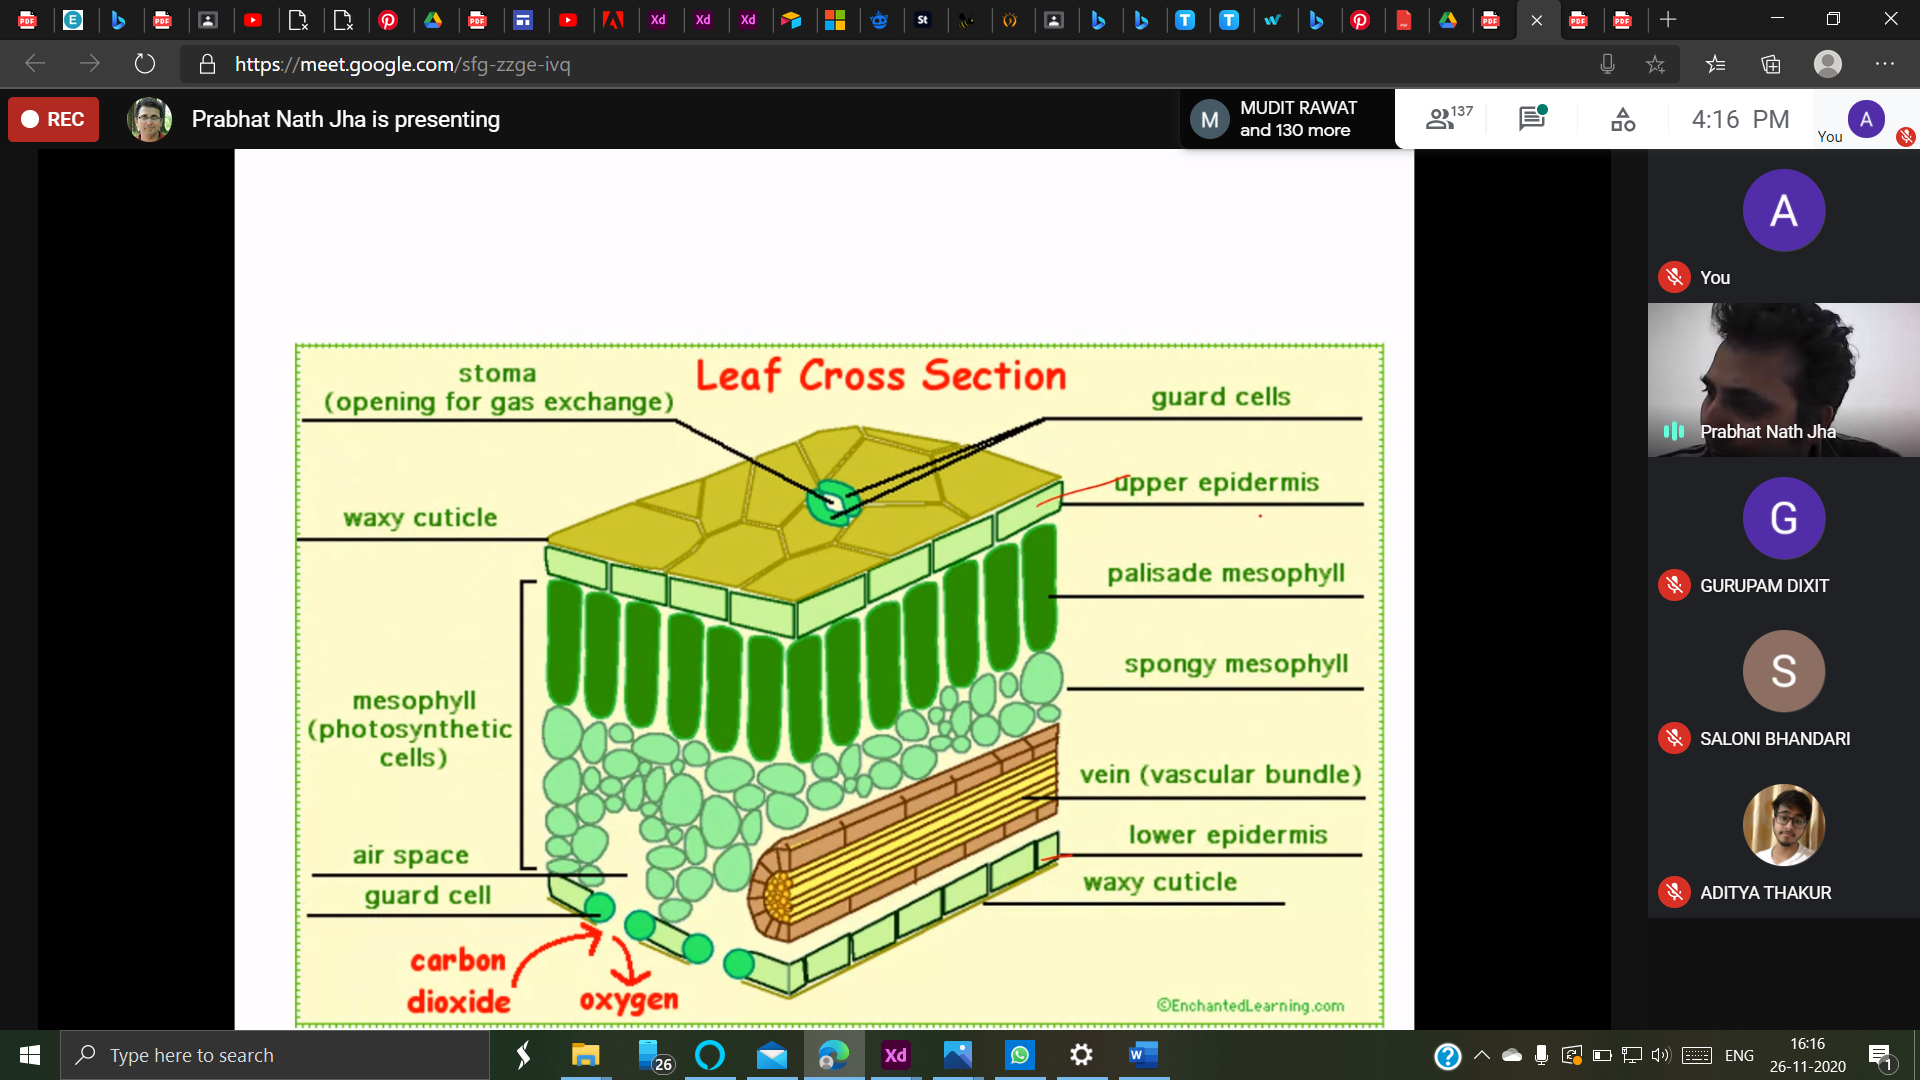 https://meet.google.com/sfg-zzge-ivq
REC
Prabhat Nath Jha is presenting
M
MUDIT RAWAT
and 130 more
137
4:16 PM
You
A
A
You
Prabhat Nath Jha
G
GURUPAM DIXIT
S
SALONI BHANDARI
ADITYA THAKUR
Leaf Cross Section
stoma
(opening for gas exchange)
guard cells
upper epidermis
waxy cuticle
palisade mesophyll
spongy mesophyll
mesophyll
(photosynthetic
cells)
vein (vascular bundle)
lower epidermis
air space
waxy cuticle
guard cell
carbon
dioxide
oxygen
©EnchantedLearning.com
Type here to search
26
Xd
W
ENG
16:16
26-11-2020
1